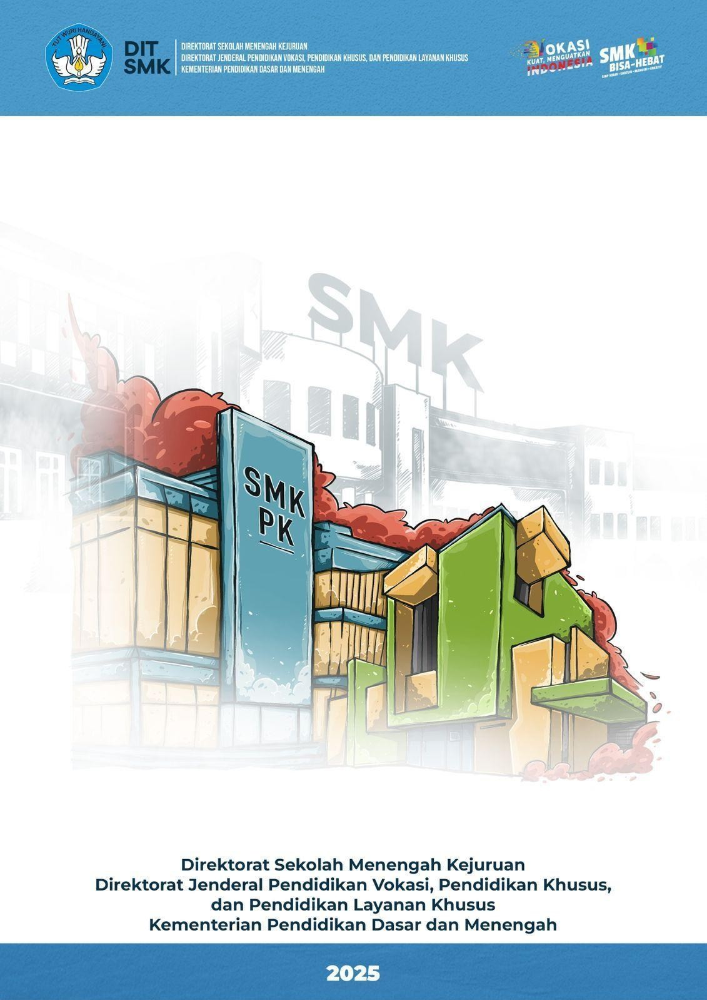 TUT WURI HANDAYANI
DIT
SMK
DIREKTORAT SEKOLAH MENENGAH KEJURUAN
DIREKTORAT JENDERAL PENDIDIKAN VOKASI, PENDIDIKAN KHUSUS, DAN PENDIDIKAN LAYANAN KHUSUS
KEMENTERIAN PENDIDIKAN DASAR DAN MENENGAH
VOKASI
KUAT, MENGUATKAN
INDONESIA
SMK
BISA-HEBAT
SIAP KERJA • SANTUN • MANDIRI • KREATIF
SMK
SMK
PK
Direktorat Sekolah Menengah Kejuruan
Direktorat Jenderal Pendidikan Vokasi, Pendidikan Khusus,
dan Pendidikan Layanan Khusus
Kementerian Pendidikan Dasar dan Menengah
2025